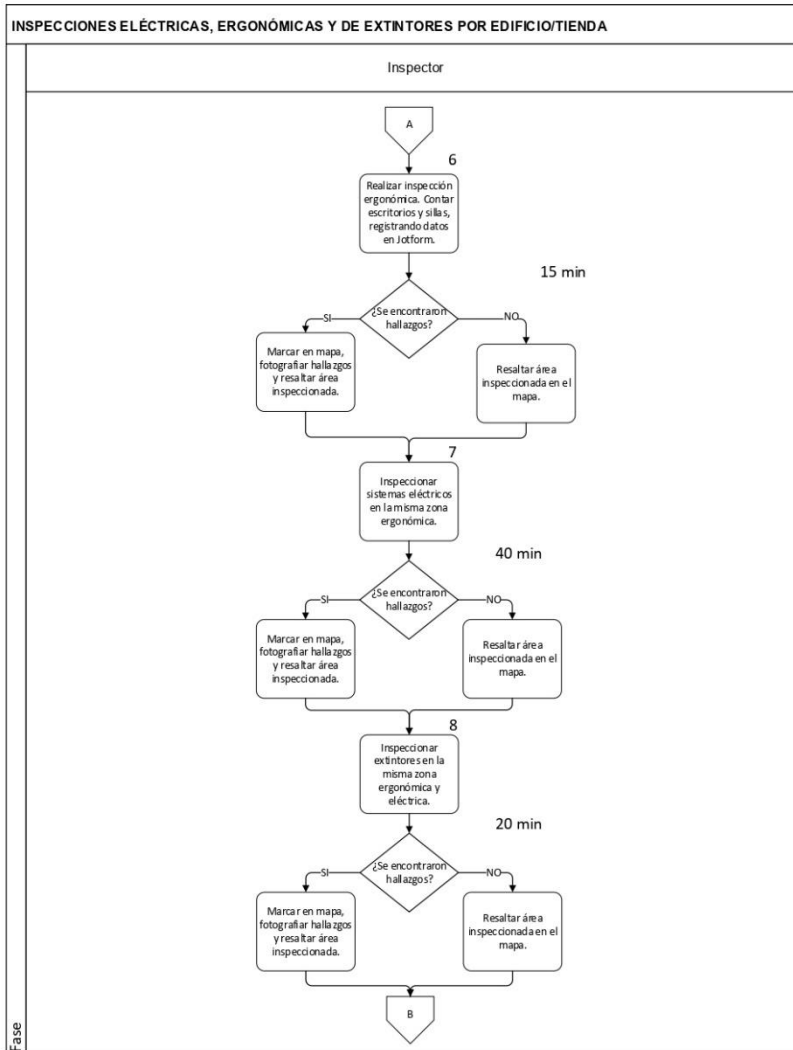 INSPECCIONES ELÉCTRICAS, ERGONÓMICAS Y DE EXTINTORES POR EDIFICIO/TIENDA
Inspector
A
6
Realizar inspección
ergonómica. Contar
escritorios y sillas,
registrando datos
en Jotform.
15 min
¿Se encontraron
hallazgos?
SI
NO
Marcar en mapa,
fotografiar hallazgos
y resaltar área
inspeccionada.
Resaltar área
inspeccionada en el
mapa.
7
Inspeccionar
sistemas eléctricos
en la misma zona
ergonómica.
40 min
¿Se encontraron
hallazgos?
SI
NO
Marcar en mapa,
fotografiar hallazgos
y resaltar área
inspeccionada.
Resaltar área
inspeccionada en el
mapa.
8
Inspeccionar
extintores en la
misma zona
ergonómica y
eléctrica.
20 min
¿Se encontraron
hallazgos?
SI
NO
Marcar en mapa,
fotografiar hallazgos
y resaltar área
inspeccionada.
Resaltar área
inspeccionada en el
mapa.
B
Fase